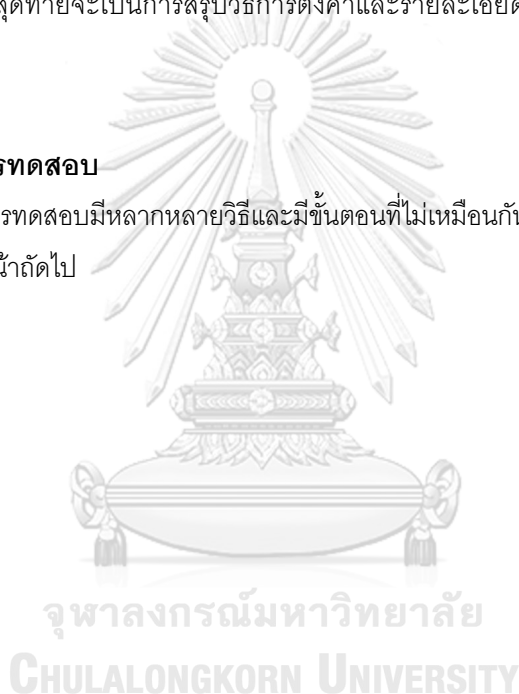 สุดท้ายจะเป็นการสรุปวิธีการตั้งค่าและรายละเอียด
รทดสอบ
รทดสอบมีหลากหลายวิธีและมีขั้นตอนที่ไม่เหมือนกัน
น้าถัดไป
จุฬาลงกรณ์มหาวิทยาลัย
CHULALONGKORN UNIVERSITY